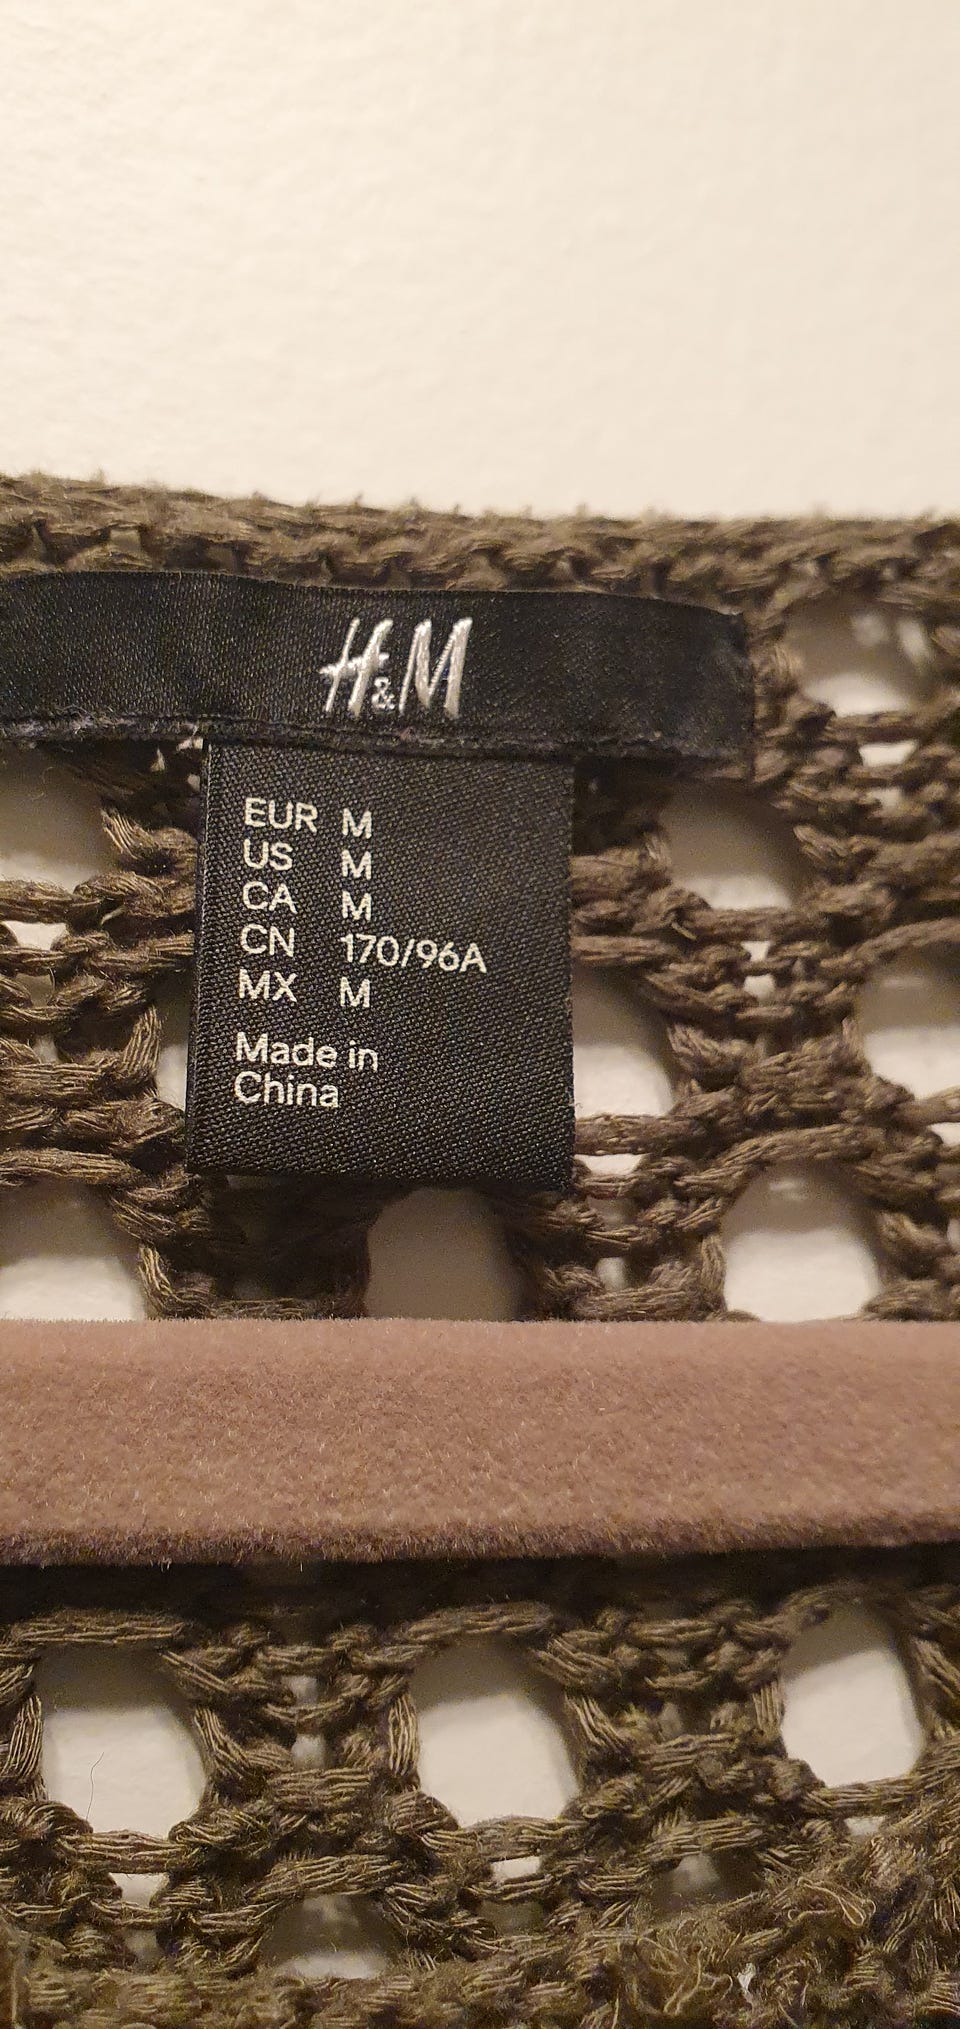 H&M
EUR M
US M
CA M
CN 170/96A
MX M
Made in
China